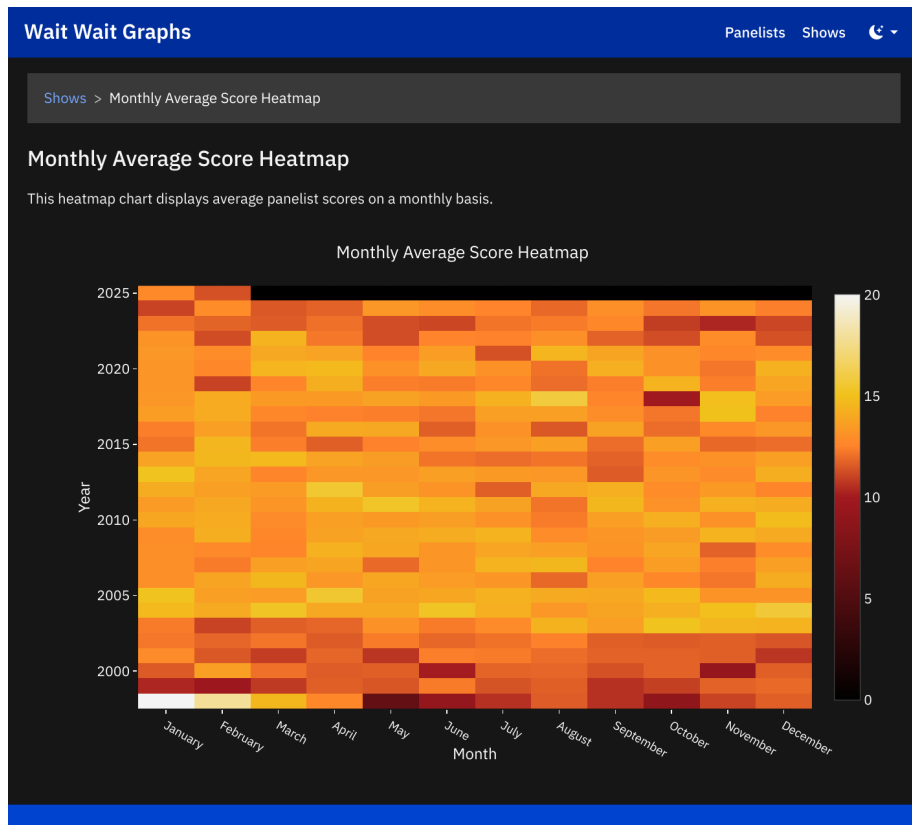 Wait Wait Graphs
Panelists Shows
Shows > Monthly Average Score Heatmap
Monthly Average Score Heatmap
This heatmap chart displays average panelist scores on a monthly basis.
Monthly Average Score Heatmap
2025
2020
2015
2010
2005
2000
Year
January February March April May June July August September October November December
Month
20
15
10
5
0